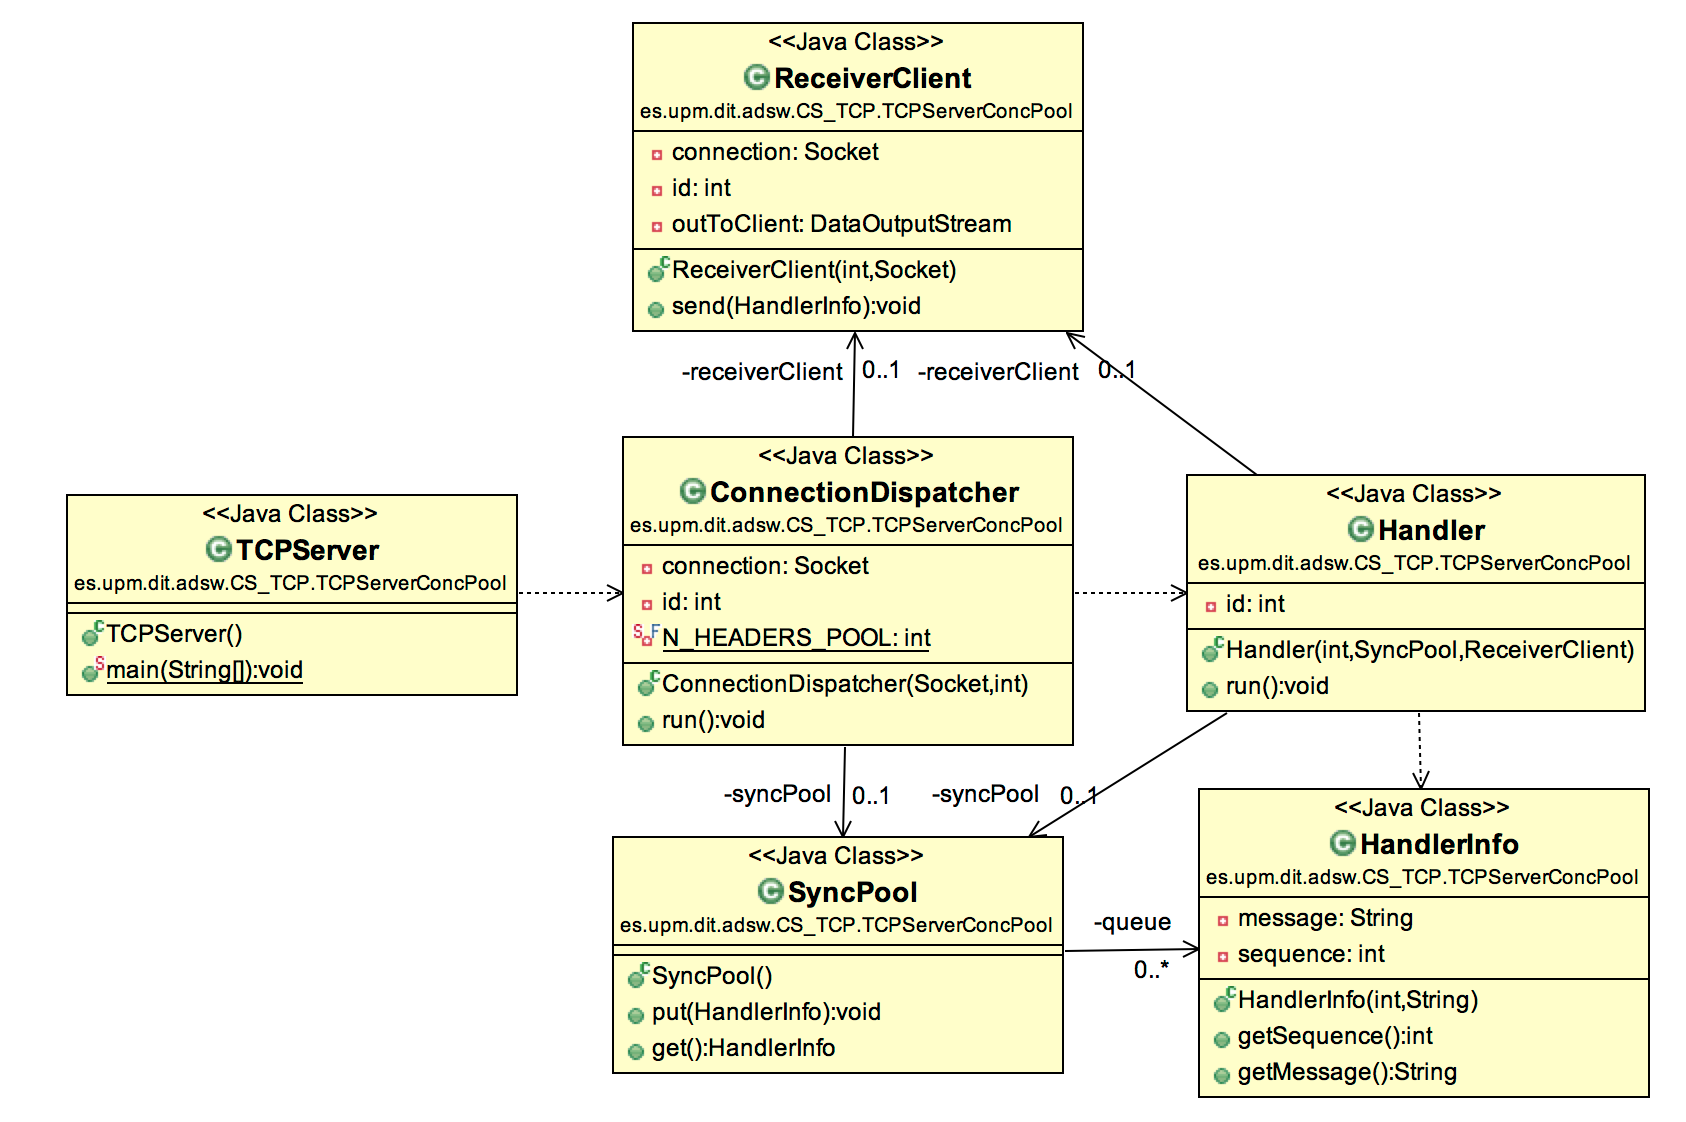 <<Java Class>>
ReceiverClient
es.upm.dit.adsw.CS_TCP.TCPServerConcPool
connection: Socket
id: int
outToClient: DataOutputStream
ReceiverClient(int,Socket)
send(HandlerInfo):void
-receiverClient 0..1
-receiverClient 0..1
<<Java Class>>
TCPServer
es.upm.dit.adsw.CS_TCP.TCPServerConcPool
TCPServer()
main(String[]):void
<<Java Class>>
ConnectionDispatcher
es.upm.dit.adsw.CS_TCP.TCPServerConcPool
connection: Socket
id: int
N_HEADERS_POOL: int
ConnectionDispatcher(Socket,int)
run():void
<<Java Class>>
Handler
es.upm.dit.adsw.CS_TCP.TCPServerConcPool
id: int
Handler(int,SyncPool,ReceiverClient)
run():void
-syncPool 0..1
-syncPool 0..1
<<Java Class>>
SyncPool
es.upm.dit.adsw.CS_TCP.TCPServerConcPool
SyncPool()
put(HandlerInfo):void
get():HandlerInfo
-queue
0..*
<<Java Class>>
HandlerInfo
es.upm.dit.adsw.CS_TCP.TCPServerConcPool
message: String
sequence: int
HandlerInfo(int,String)
getSequence():int
getMessage():String